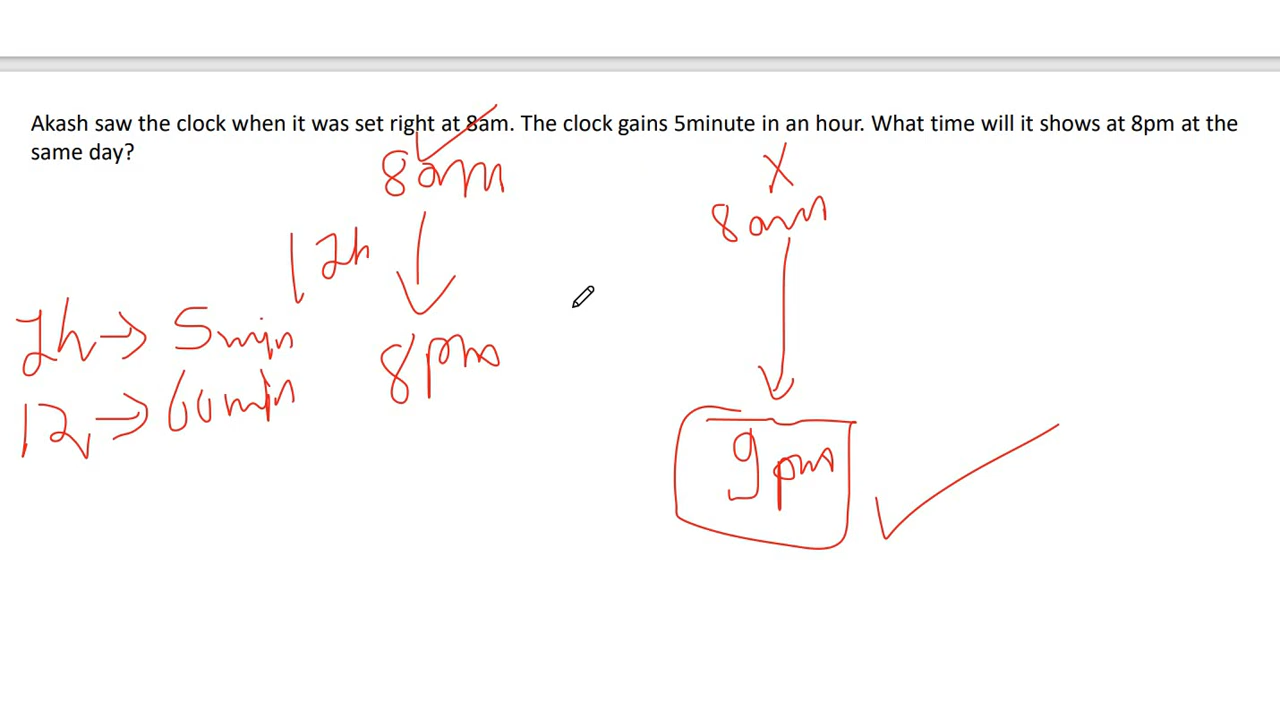 Akash saw the clock when it was set right at 8am. The clock gains 5minute in an hour. What time will it shows at 8pm at the
same day?
8am
X
8am
12h
1h → 5min
8pm
12 → 60min
9pm